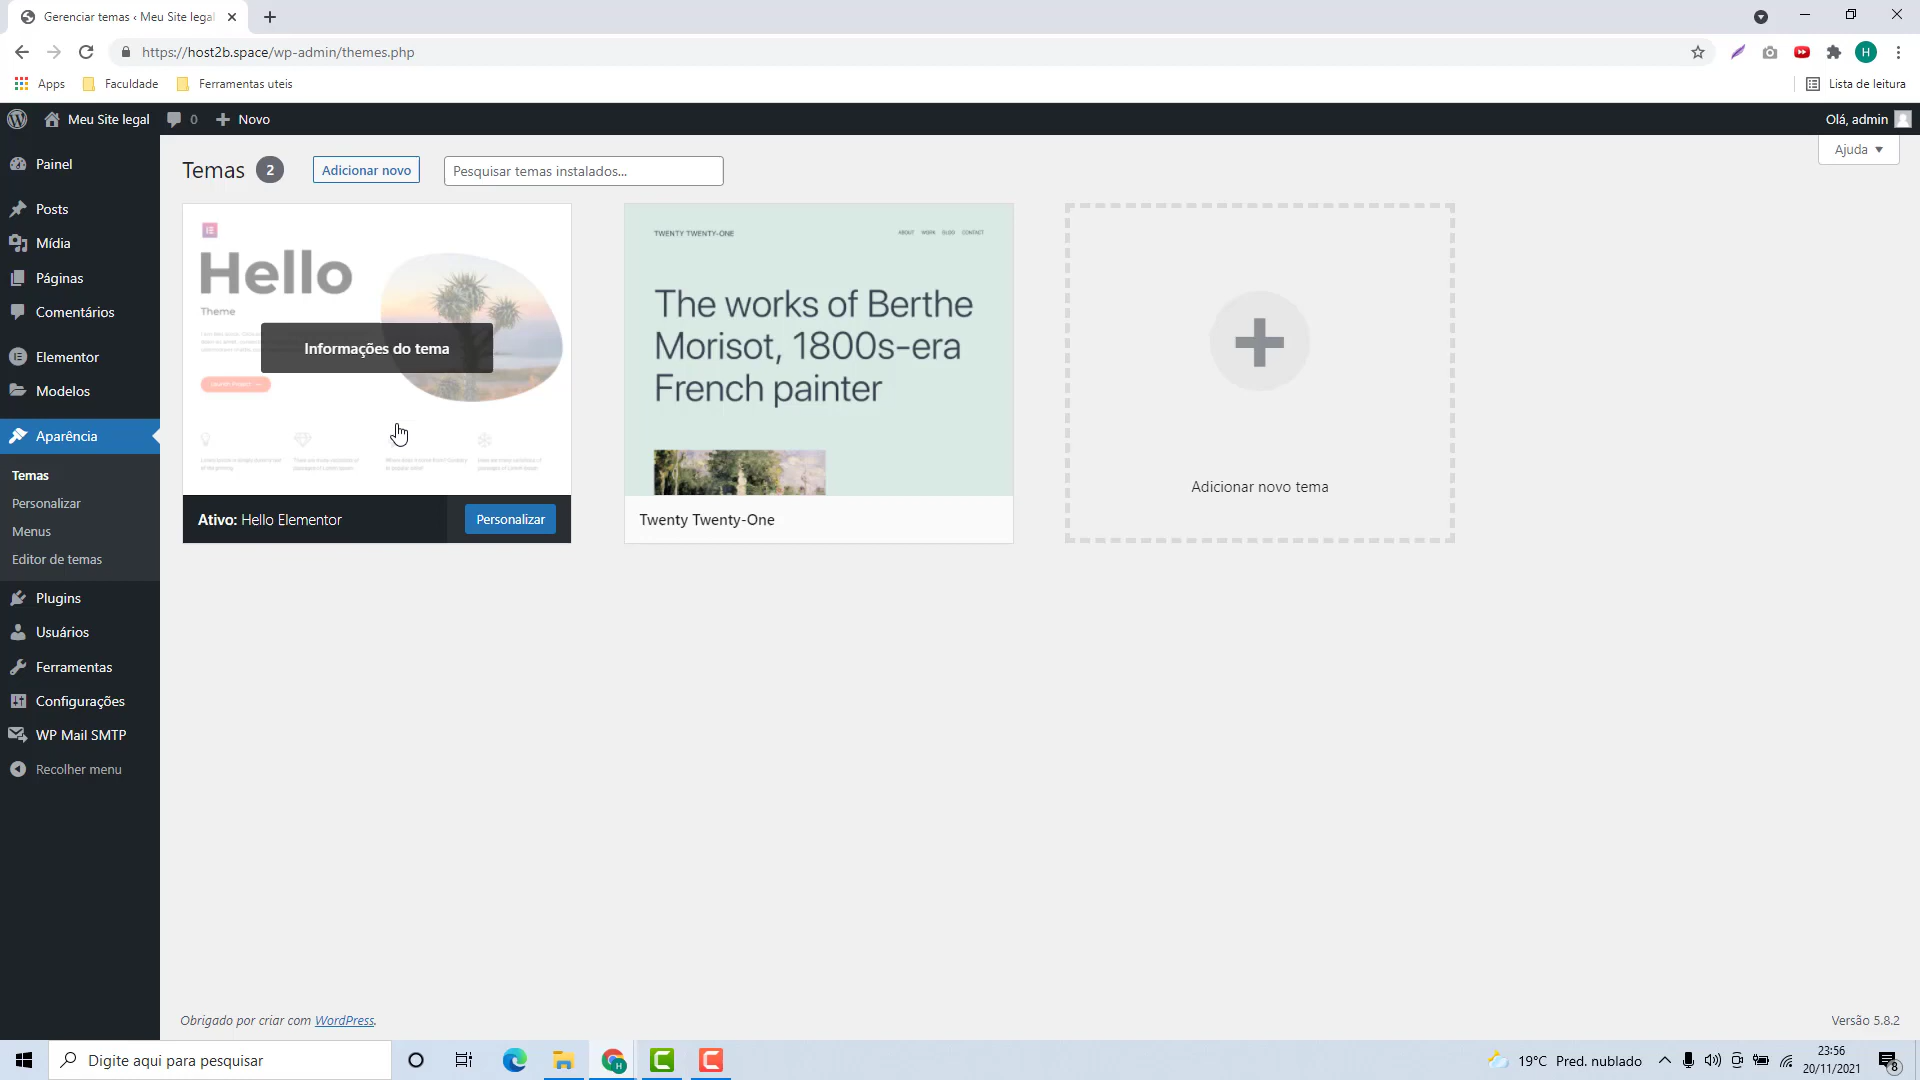 Gerenciar temas ‹ Meu Site legal
https://host2b.space/wp-admin/themes.php
H
Apps
Faculdade
Ferramentas uteis
Lista de leitura
Meu Site legal
0
Novo
Olá, admin
Painel
Posts
Mídia
Páginas
Comentários
Elementor
Modelos
Aparência
Temas
Personalizar
Menus
Editor de temas
Plugins
Usuários
Ferramentas
Configurações
WP Mail SMTP
Recolher menu
Ajuda
Temas 2
Adicionar novo
Pesquisar temas instalados...
Hello
Theme
Informações do tema
Ativo: Hello Elementor
Personalizar
TWENTY TWENTY-ONE
ABOUT WORK BLOG CONTACT
The works of Berthe
Morisot, 1800s-era
French painter
Twenty Twenty-One
Adicionar novo tema
Obrigado por criar com WordPress.
Versão 5.8.2
Digite aqui para pesquisar
19°C Pred. nublado
23:56
20/11/2021
8